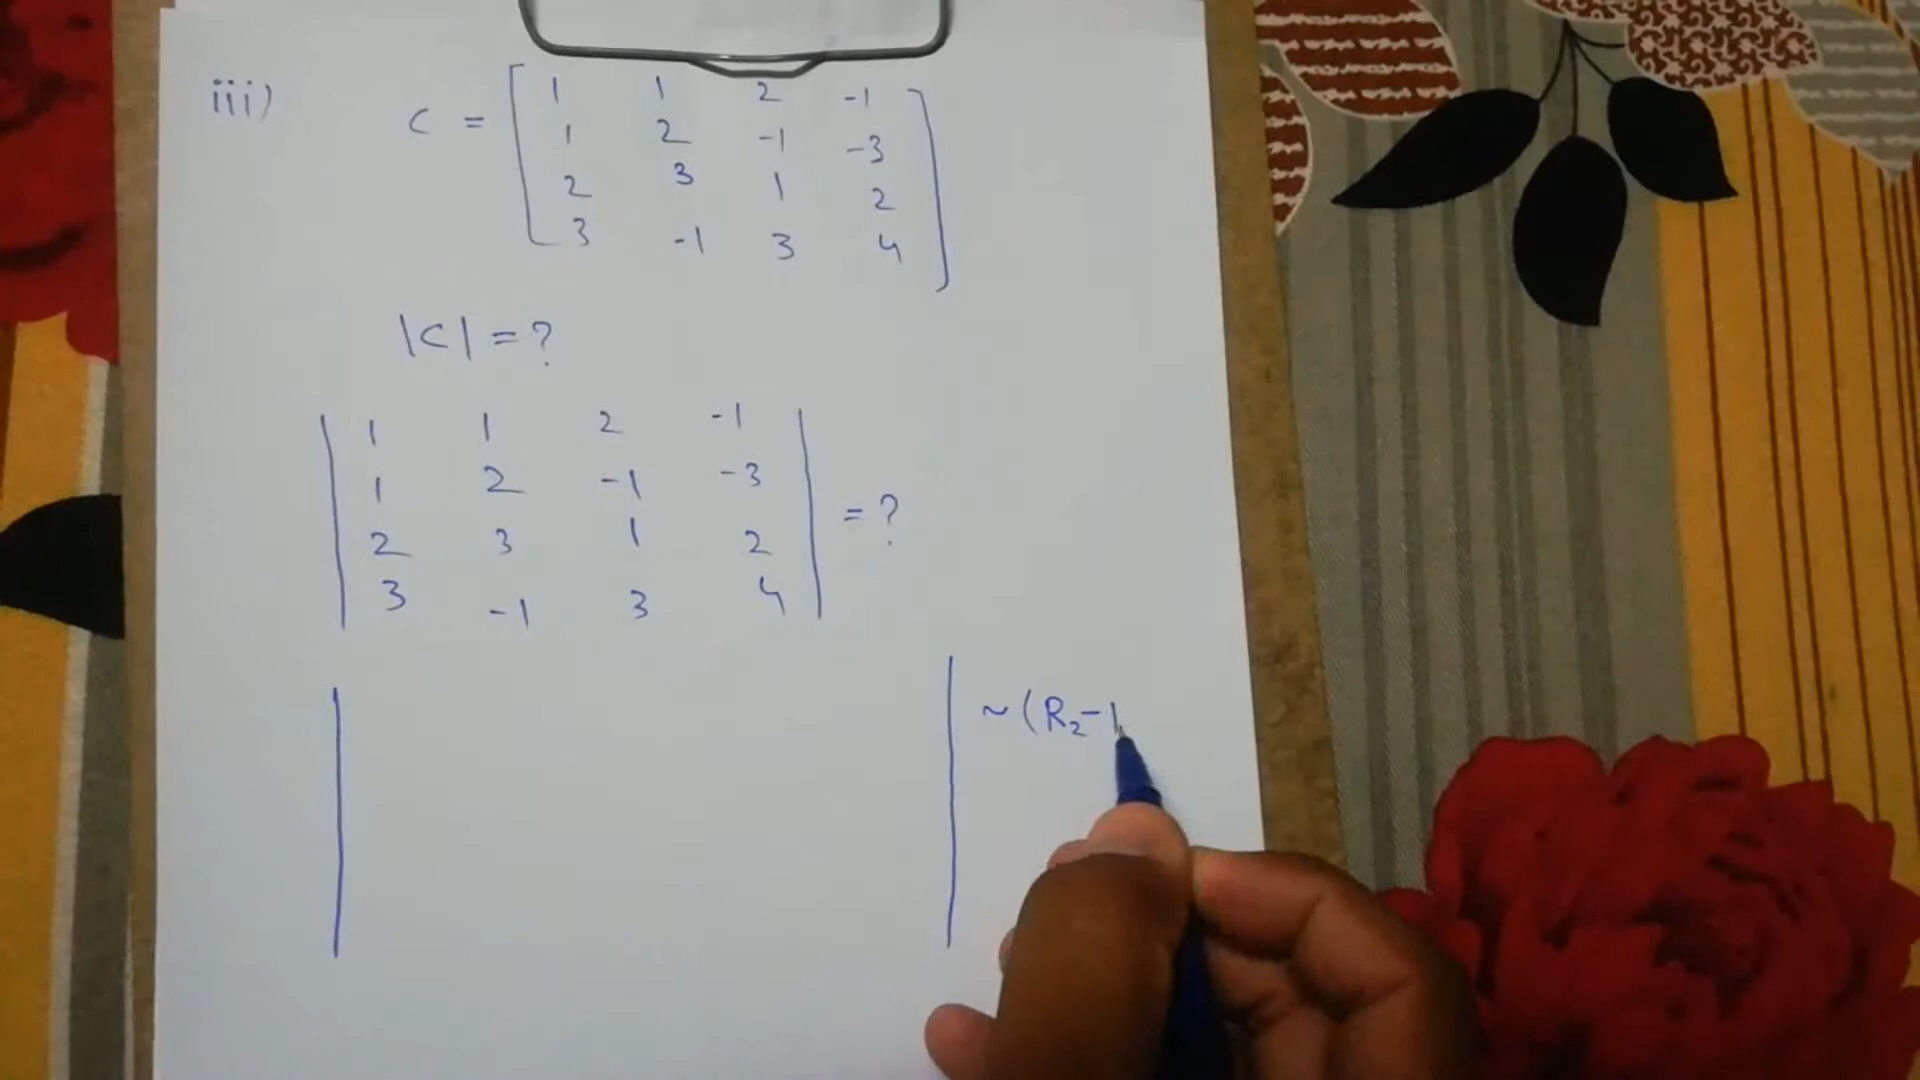 iii) C = [ 1 1 2 -1
1 2 -1 -3
2 3 1 2
3 -1 3 4 ]
|C| = ?
| 1 1 2 -1 |
| 1 2 -1 -3 | = ?
| 2 3 1 2 |
| 3 -1 3 4 |
| | ~ (R₂ -